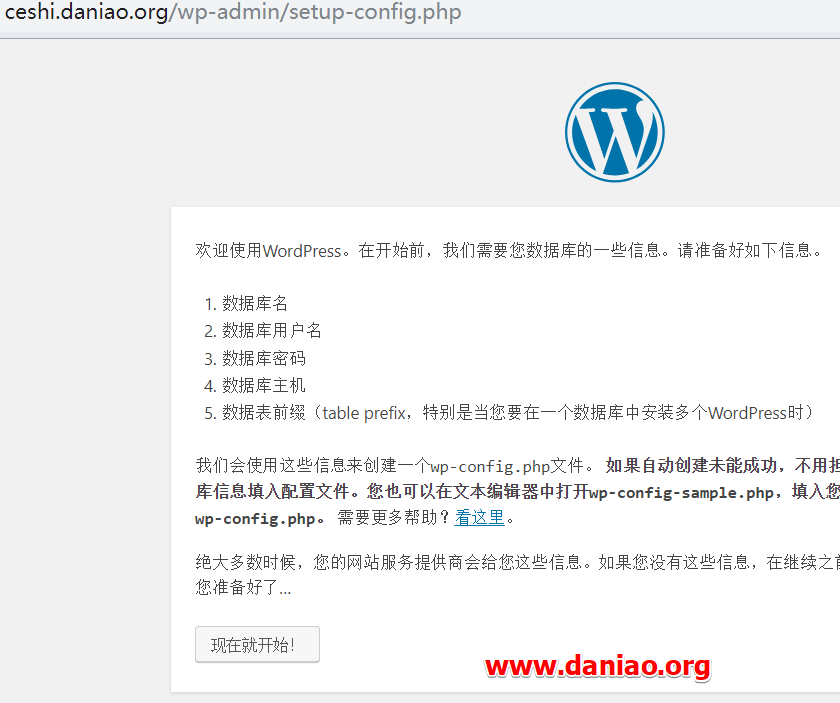 ceshi.daniao.org/wp-admin/setup-config.php
欢迎使用WordPress。在开始前，我们需要您数据库的一些信息。请准备好如下信息。
1. 数据库名
2. 数据库用户名
3. 数据库密码
4. 数据库主机
5. 数据表前缀（table prefix，特别是当您要在一个数据库中安装多个WordPress时）
我们会使用这些信息来创建一个wp-config.php文件。 如果自动创建未能成功，不用担
库信息填入配置文件。您也可以在文本编辑器中打开wp-config-sample.php，填入您
wp-config.php。 需要更多帮助？看这里。
绝大多数时候，您的网站服务提供商会给您这些信息。如果您没有这些信息，在继续之前
您准备好了...
现在就开始！
www.daniao.org